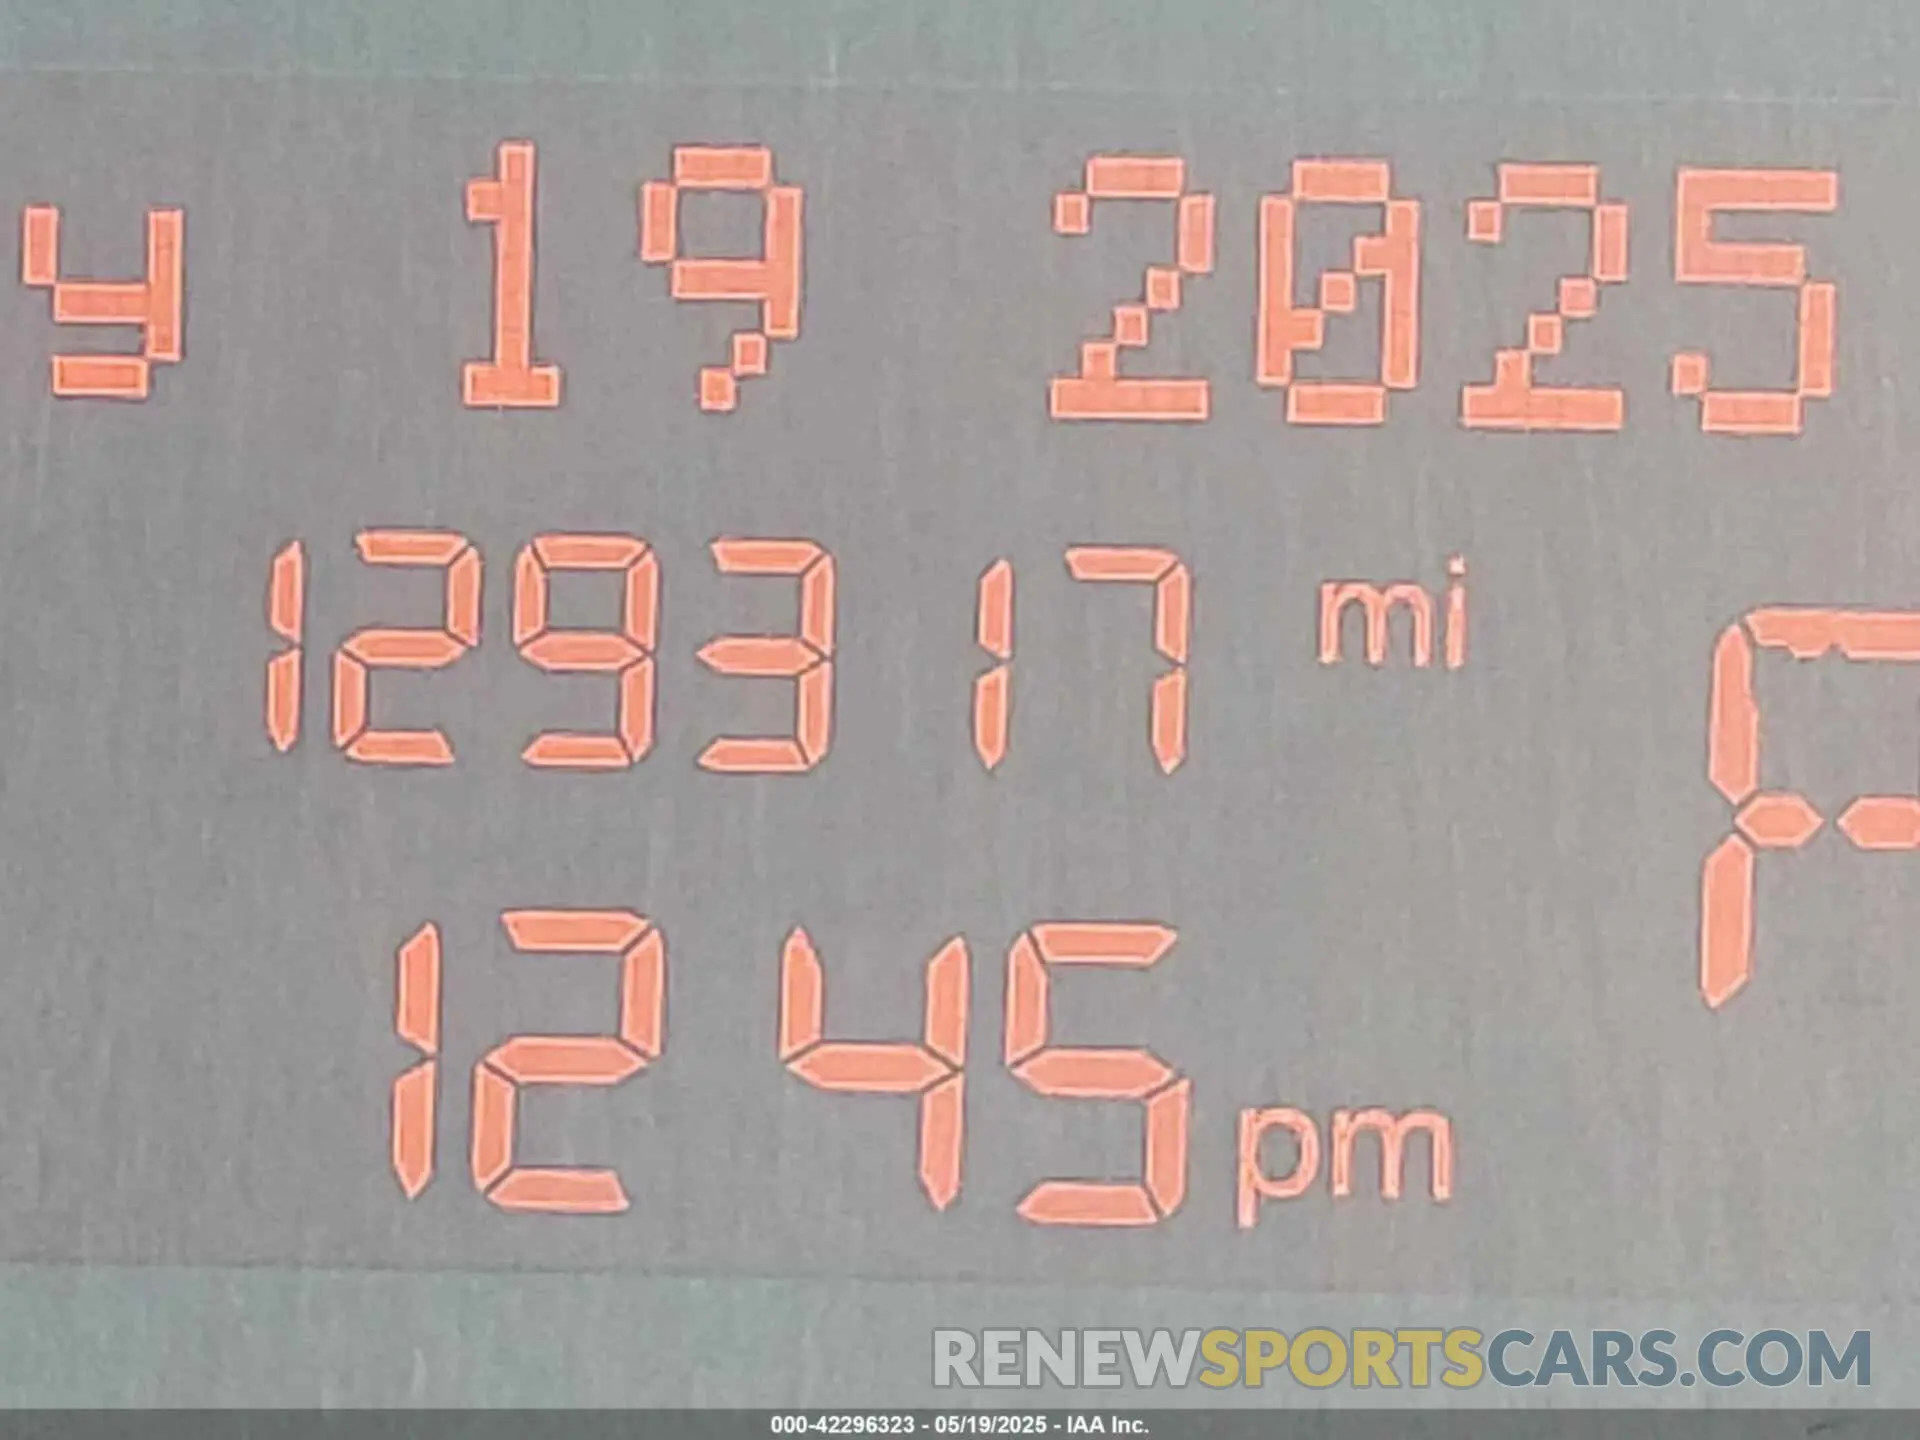 y 19 2025
129317 mi
P
1245 pm
RENEWSPORTSCARS.COM
000-42296323 - 05/19/2025 - IAA Inc.